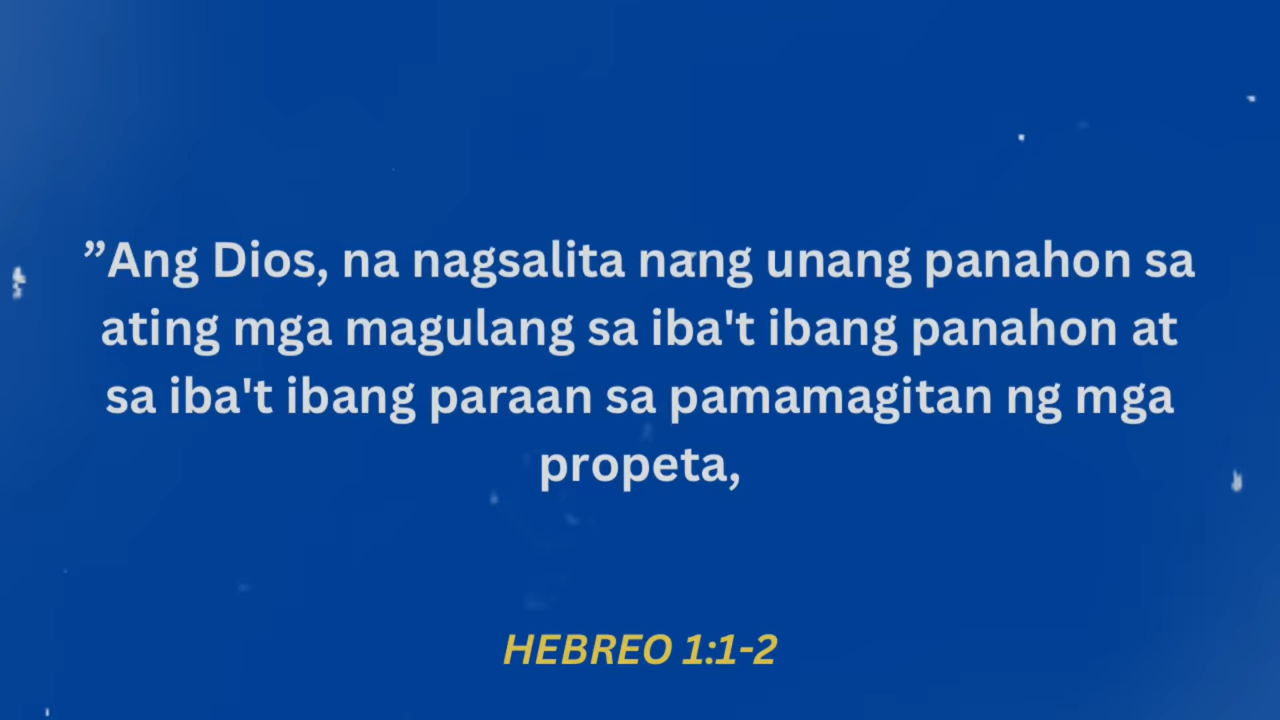 ”Ang Dios, na nagsalita nang unang panahon sa
ating mga magulang sa iba't ibang panahon at
sa iba't ibang paraan sa pamamagitan ng mga
propeta,
HEBREO 1:1-2